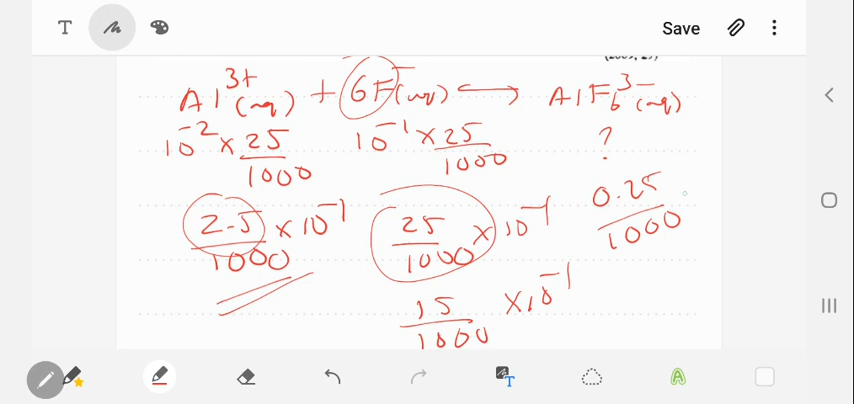 T Save
Al³⁺(aq) + 6F⁻(aq) ⟷ AlF₆³⁻(aq)
10⁻² × 25/1000 10⁻¹ × 25/1000 ?
2.5/1000 × 10⁻¹ 25/1000 × 10⁻¹ 0.25/1000
15/1000 × 10⁻¹
T A